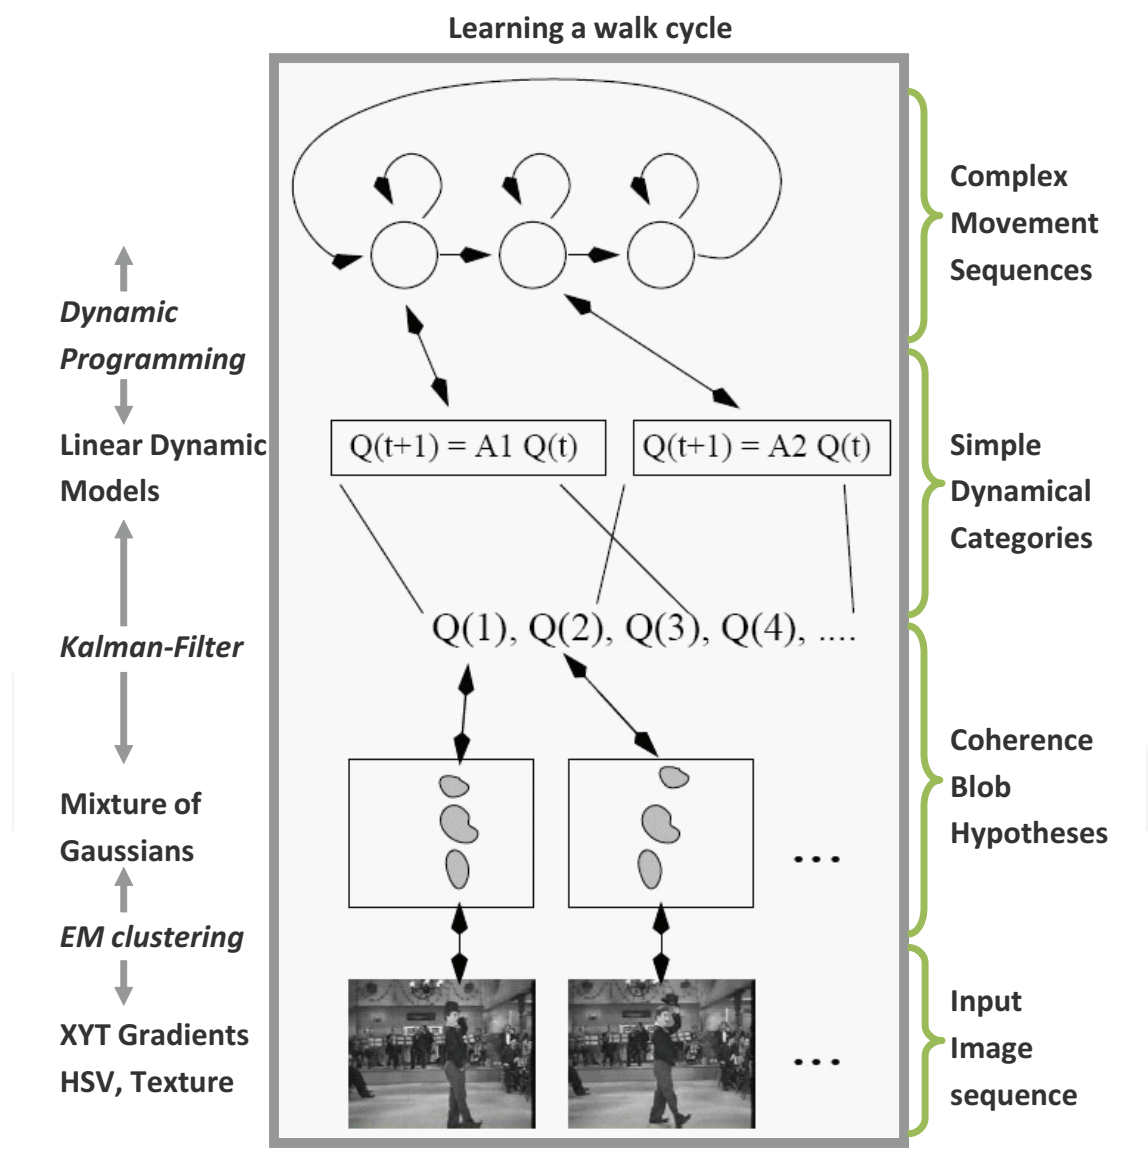 Learning a walk cycle
Complex
Movement
Sequences
Dynamic
Programming
Linear Dynamic
Models
Q(t+1) = A1 Q(t)
Q(t+1) = A2 Q(t)
Simple
Dynamical
Categories
Kalman-Filter
Q(1), Q(2), Q(3), Q(4), ....
Coherence
Blob
Hypotheses
Mixture of
Gaussians
...
EM clustering
XYT Gradients
HSV, Texture
...
Input
Image
sequence